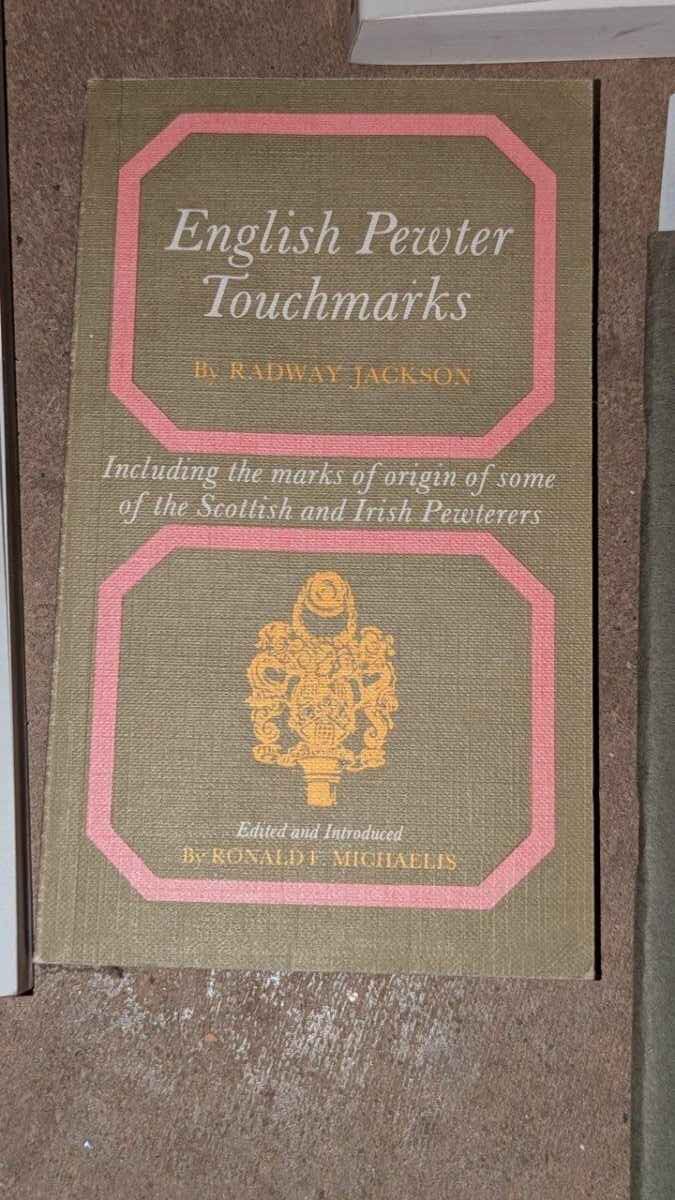 English Pewter
Touchmarks
By RADWAY JACKSON
Including the marks of origin of some
of the Scottish and Irish Pewterers
Edited and Introduced
By RONALD F. MICHAELIS